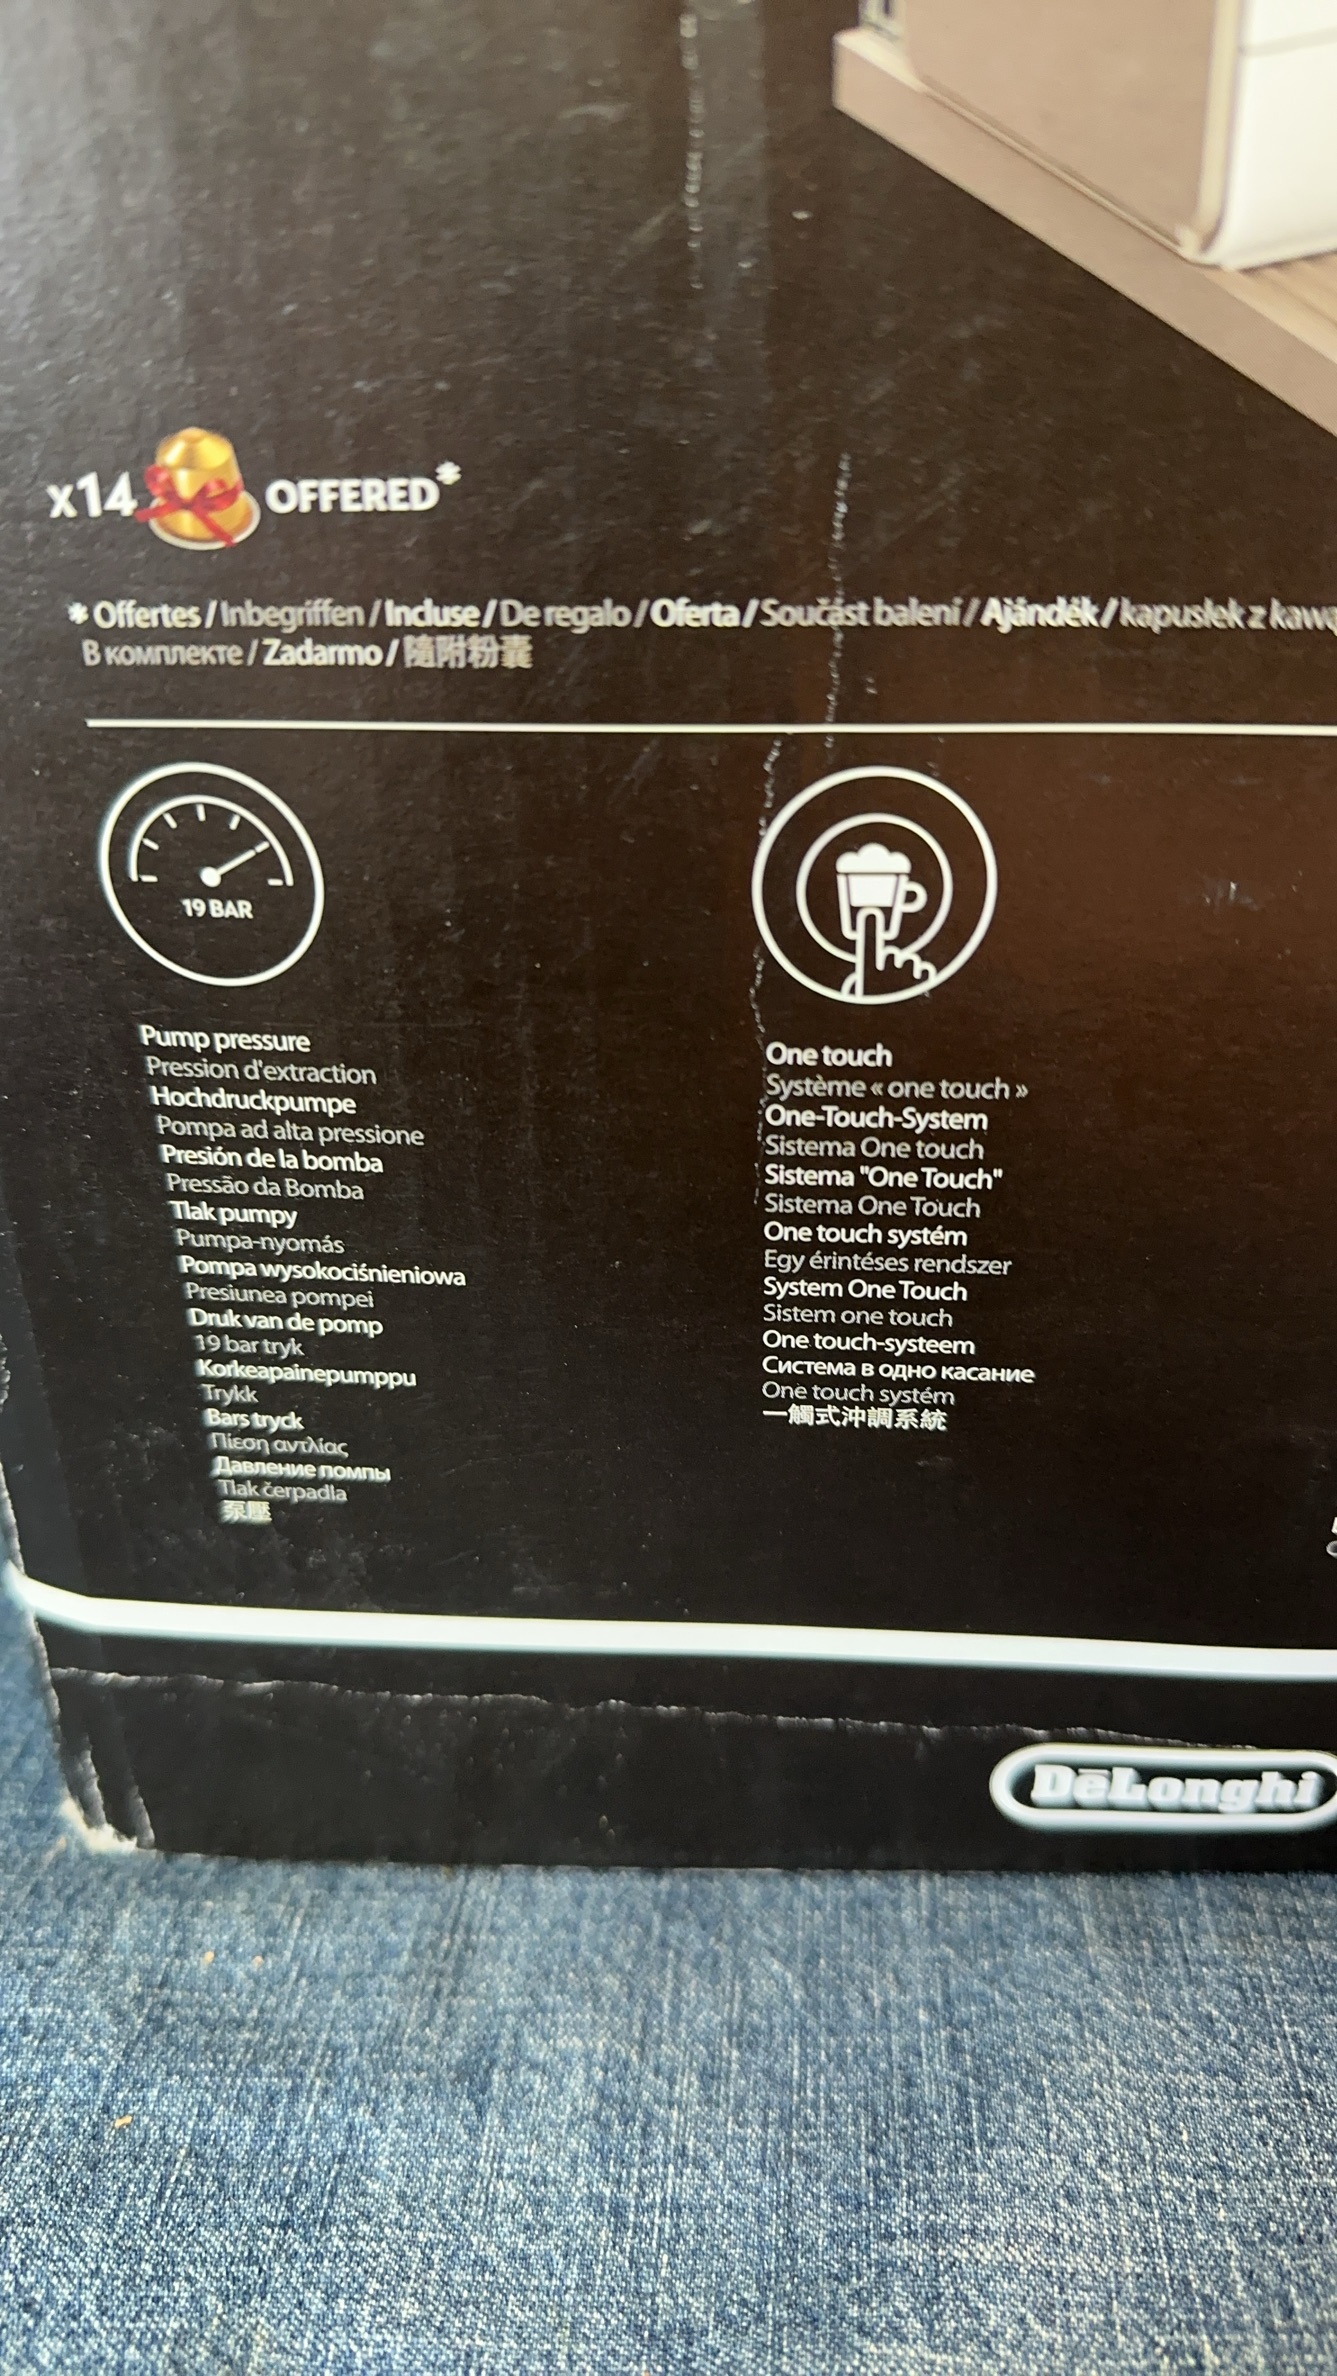 x14 OFFERED*
* Offertes / Inbegriffen / Incluse / De regalo / Oferta / Součást balení / Ajándék / kapusłek z kawą
В комплекте / Zadarmo / 隨附粉囊
19 BAR
Pump pressure
Pression d'extraction
Hochdruckpumpe
Pompa ad alta pressione
Presión de la bomba
Pressão da Bomba
Tlak pumpy
Pumpa-nyomás
Pompa wysokociśnieniowa
Presiunea pompei
Druk van de pomp
19 bar tryk
Korkeapainepumppu
Trykk
Bars tryck
Πίεση αντλίας
Давление помпы
Tlak čerpadla
泵壓
One touch
Système « one touch »
One-Touch-System
Sistema One touch
Sistema "One Touch"
Sistema One Touch
One touch systém
Egy érintéses rendszer
System One Touch
Sistem one touch
One touch-systeem
Система в одно касание
One touch systém
一觸式沖調系統
DēLonghi